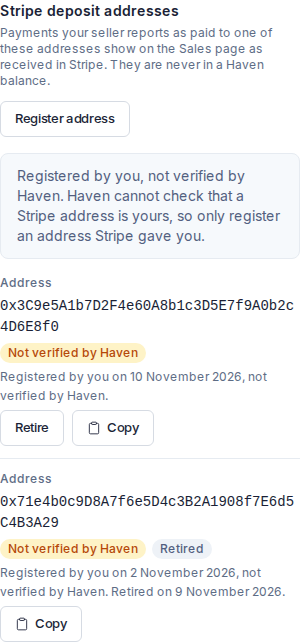 Stripe deposit addresses
Payments your seller reports as paid to one of
these addresses show on the Sales page as
received in Stripe. They are never in a Haven
balance.
Register address
Registered by you, not verified by
Haven. Haven cannot check that a
Stripe address is yours, so only register
an address Stripe gave you.
Address
0x3C9e5A1b7D2F4e60A8b1c3D5E7f9A0b2c
4D6E8f0
Not verified by Haven
Registered by you on 10 November 2026, not
verified by Haven.
Retire Copy
Address
0x71e4b0c9D8A7f6e5D4c3B2A1908f7E6d5
C4B3A29
Not verified by Haven Retired
Registered by you on 2 November 2026, not
verified by Haven. Retired on 9 November 2026.
Copy